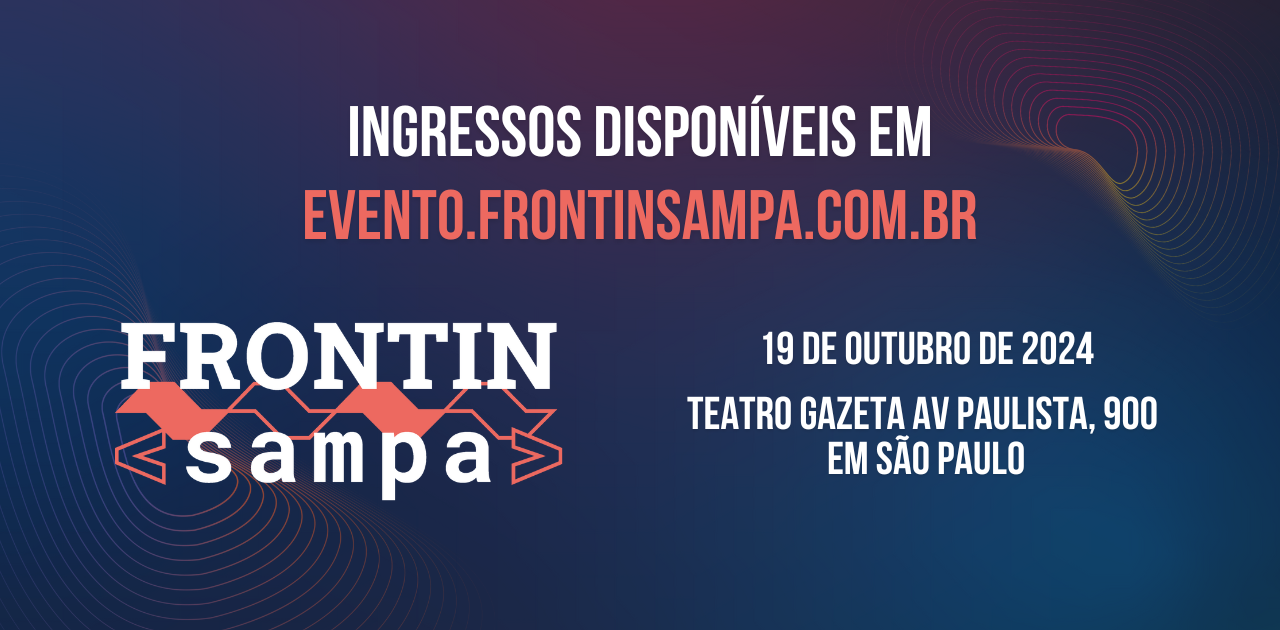 INGRESSOS DISPONÍVEIS EM
EVENTO.FRONTINSAMPA.COM.BR
FRONTIN
<sampa>
19 DE OUTUBRO DE 2024
TEATRO GAZETA AV PAULISTA, 900
EM SÃO PAULO